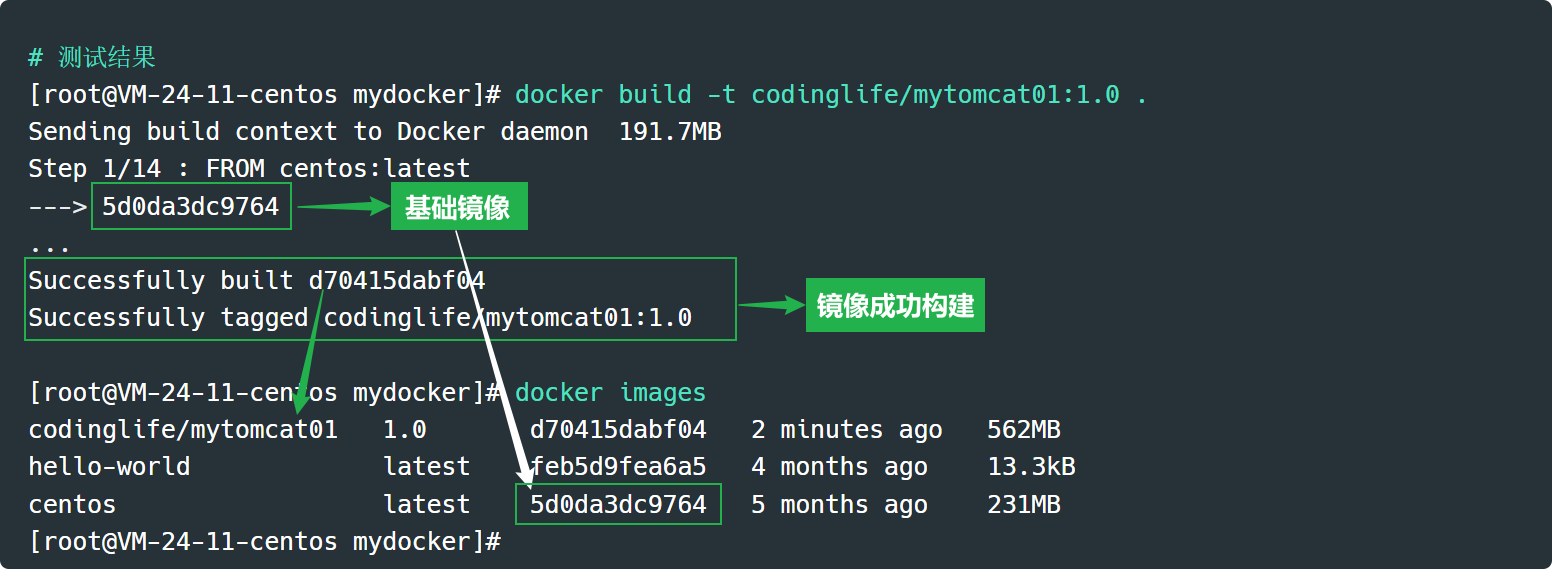 # 测试结果
[root@VM-24-11-centos mydocker]# docker build -t codinglife/mytomcat01:1.0 .
Sending build context to Docker daemon  191.7MB
Step 1/14 : FROM centos:latest
---> 5d0da3dc9764 基础镜像
...
Successfully built d70415dabf04
镜像成功构建
Successfully tagged codinglife/mytomcat01:1.0
[root@VM-24-11-centos mydocker]# docker images
codinglife/mytomcat01   1.0       d70415dabf04   2 minutes ago   562MB
hello-world             latest    feb5d9fea6a5   4 months ago    13.3kB
centos                  latest    5d0da3dc9764   5 months ago    231MB
[root@VM-24-11-centos mydocker]#